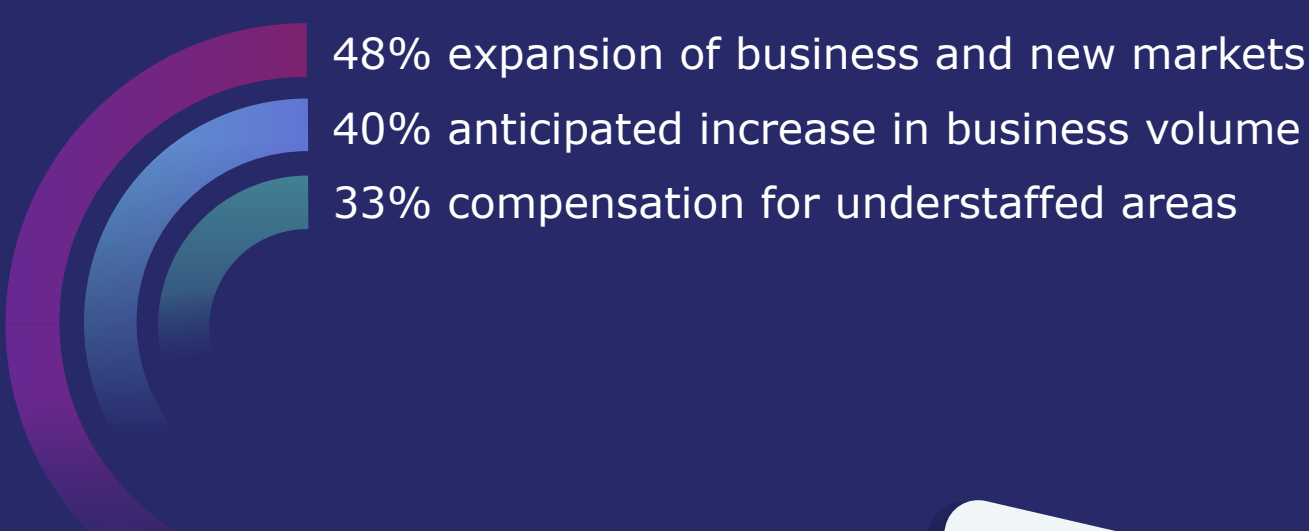 48% expansion of business and new markets
40% anticipated increase in business volume
33% compensation for understaffed areas